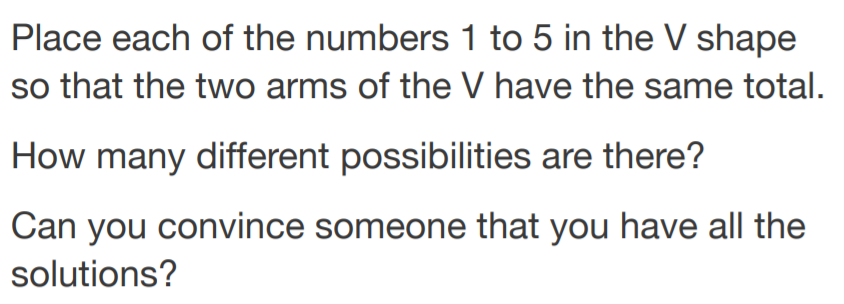 Place each of the numbers 1 to 5 in the V shape
so that the two arms of the V have the same total.
How many different possibilities are there?
Can you convince someone that you have all the
solutions?